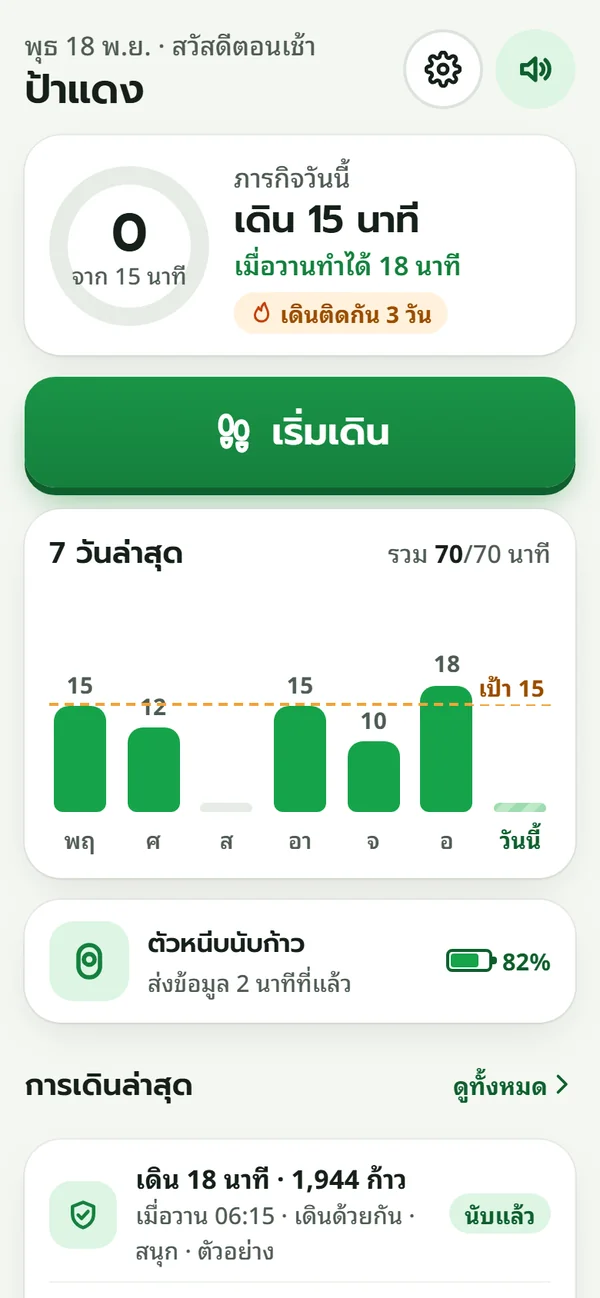 พุธ 18 พ.ย. · สวัสดีตอนเช้า
ป้าแดง
0
จาก 15 นาที
ภารกิจวันนี้
เดิน 15 นาที
เมื่อวานทำได้ 18 นาที
เดินติดกัน 3 วัน
เริ่มเดิน
7 วันล่าสุด
รวม 70/70 นาที
15
12
15
10
18
เป้า 15
พฤ
ศ
ส
อา
จ
อ
วันนี้
ตัวหนีบนับก้าว
ส่งข้อมูล 2 นาทีที่แล้ว
82%
การเดินล่าสุด
ดูทั้งหมด
เดิน 18 นาที · 1,944 ก้าว
เมื่อวาน 06:15 · เดินด้วยกัน ·
สนุก · ตัวอย่าง
นับแล้ว